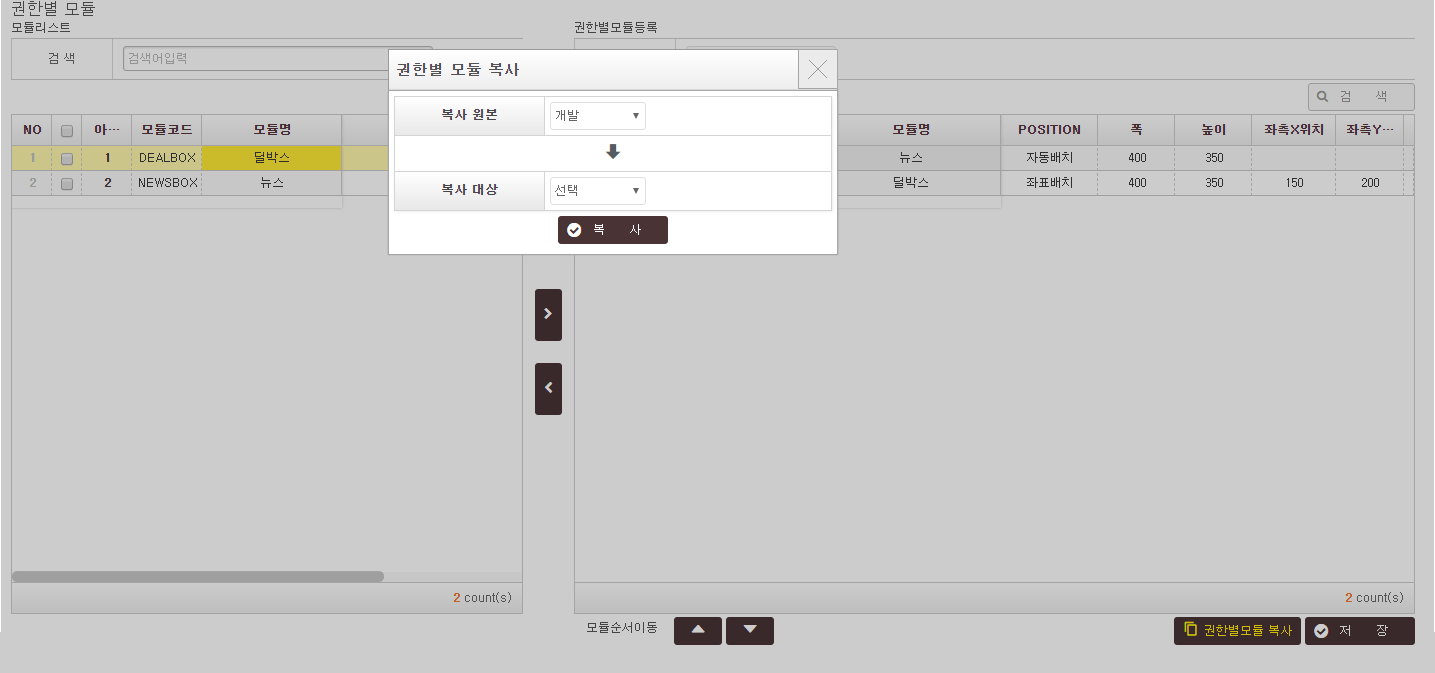 권한별 모듈
모듈리스트
검 색
검색어입력
NO 아… 모듈코드 모듈명
1 1 DEALBOX 덜박스
2 2 NEWSBOX 뉴스
2 count(s)
권한별 모듈 복사
복사 원본 개발
복사 대상 선택
복 사
권한별모듈등록
검 색
모듈명 POSITION 폭 높이 좌측X위치 좌측Y…
뉴스 자동배치 400 350
덜박스 좌표배치 400 350 150 200
2 count(s)
모듈순서이동
권한별모듈 복사
저 장